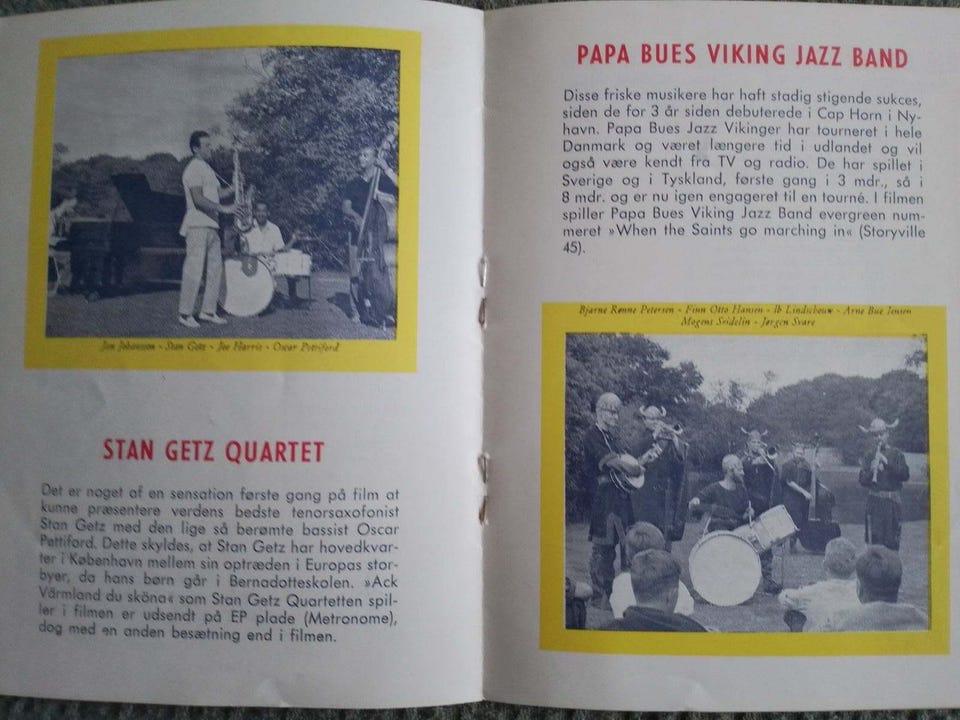 Jan Johansson - Stan Getz - Joe Harris - Oscar Pettiford
STAN GETZ QUARTET
Det er noget af en sensation første gang på film at
kunne præsentere verdens bedste tenorsaxofonist
Stan Getz med den lige så berømte bassist Oscar
Pettiford. Dette skyldes, at Stan Getz har hovedkvar-
ter i København mellem sin optræden i Europas stor-
byer, da hans børn går i Bernadotteskolen. »Ack
Värmland du sköna« som Stan Getz Quartetten spil-
ler i filmen er udsendt på EP plade (Metronome),
dog med en anden besætning end i filmen.
PAPA BUES VIKING JAZZ BAND
Disse friske musikere har haft stadig stigende sukces,
siden de for 3 år siden debuterede i Cap Horn i Ny-
havn. Papa Bues Jazz Vikinger har tourneret i hele
Danmark og været længere tid i udlandet og vil
også være kendt fra TV og radio. De har spillet i
Sverige og i Tyskland, første gang i 3 mdr., så i
8 mdr. og er nu igen engageret til en tourné. I filmen
spiller Papa Bues Viking Jazz Band evergreen num-
meret »When the Saints go marching in« (Storyville
45).
Bjarne Rønne Petersen - Finn Otto Hansen - Ib Lindschouw - Arne Bue Jensen
Mogens Seidelin - Jørgen Svare